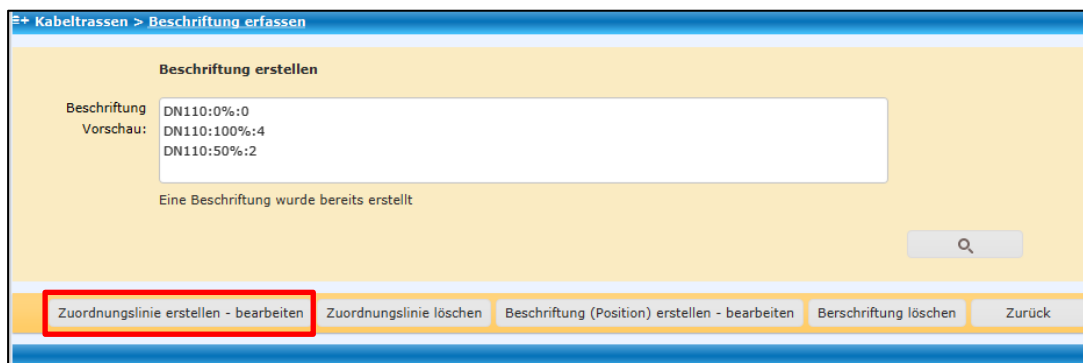 Kabeltrassen > Beschriftung erfassen
Beschriftung erstellen
Beschriftung
Vorschau:
DN110:0%:0
DN110:100%:4
DN110:50%:2
Eine Beschriftung wurde bereits erstellt
Zuordnungslinie erstellen - bearbeiten Zuordnungslinie löschen Beschriftung (Position) erstellen - bearbeiten Berschriftung löschen Zurück